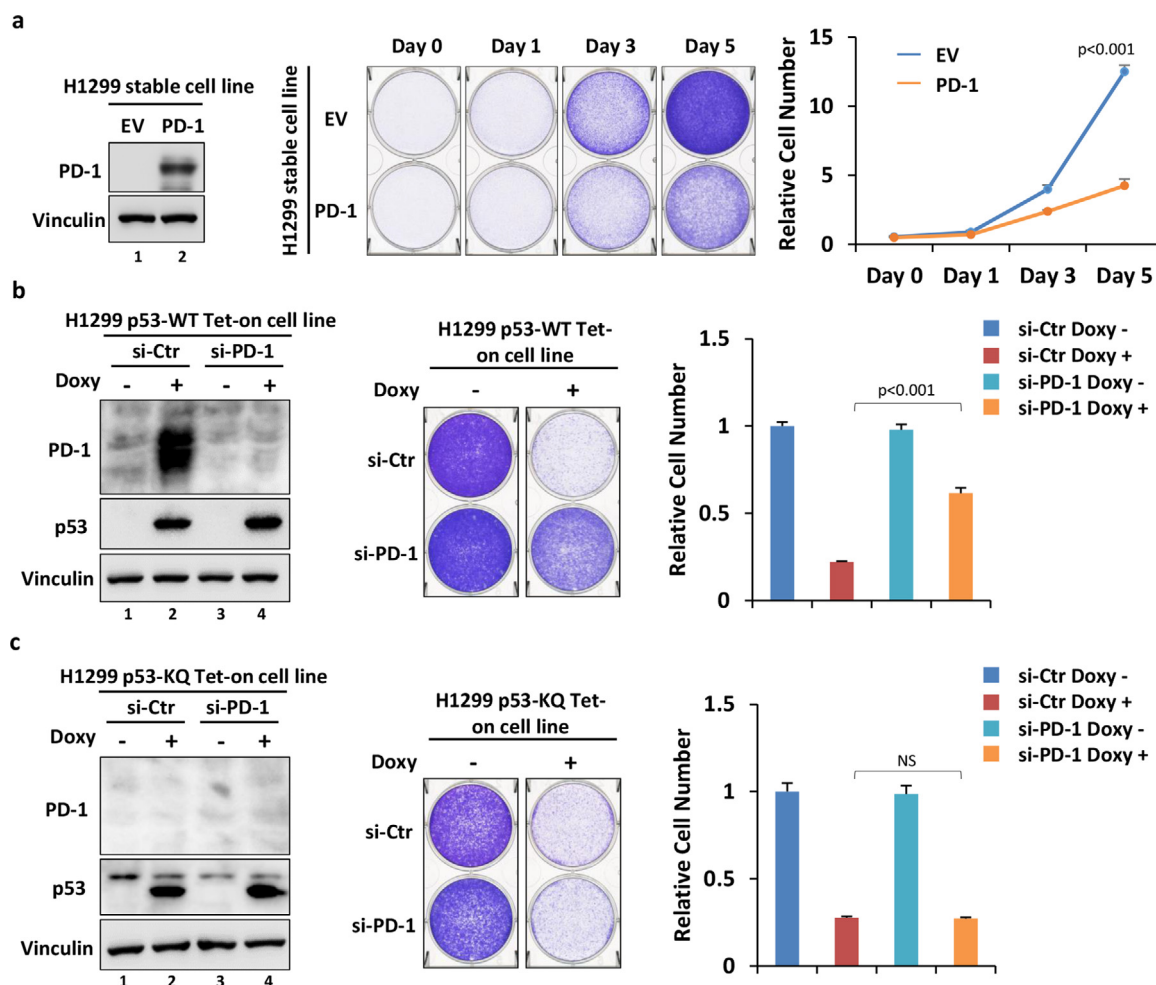 a
H1299 stable cell line
EV PD-1
PD-1
Vinculin
1 2
H1299 stable cell line
Day 0 Day 1 Day 3 Day 5
EV
PD-1
Relative Cell Number
15
10
5
0
EV
PD-1
p<0.001
Day 0 Day 1 Day 3 Day 5
b
H1299 p53-WT Tet-on cell line
si-Ctr si-PD-1
Doxy - + - +
PD-1
p53
Vinculin
1 2 3 4
H1299 p53-WT Tet-
on cell line
Doxy - +
si-Ctr
si-PD-1
Relative Cell Number
1.5
1
0.5
0
p<0.001
si-Ctr Doxy -
si-Ctr Doxy +
si-PD-1 Doxy -
si-PD-1 Doxy +
c
H1299 p53-KQ Tet-on cell line
si-Ctr si-PD-1
Doxy - + - +
PD-1
p53
Vinculin
1 2 3 4
H1299 p53-KQ Tet-
on cell line
Doxy - +
si-Ctr
si-PD-1
Relative Cell Number
1.5
1
0.5
0
NS
si-Ctr Doxy -
si-Ctr Doxy +
si-PD-1 Doxy -
si-PD-1 Doxy +